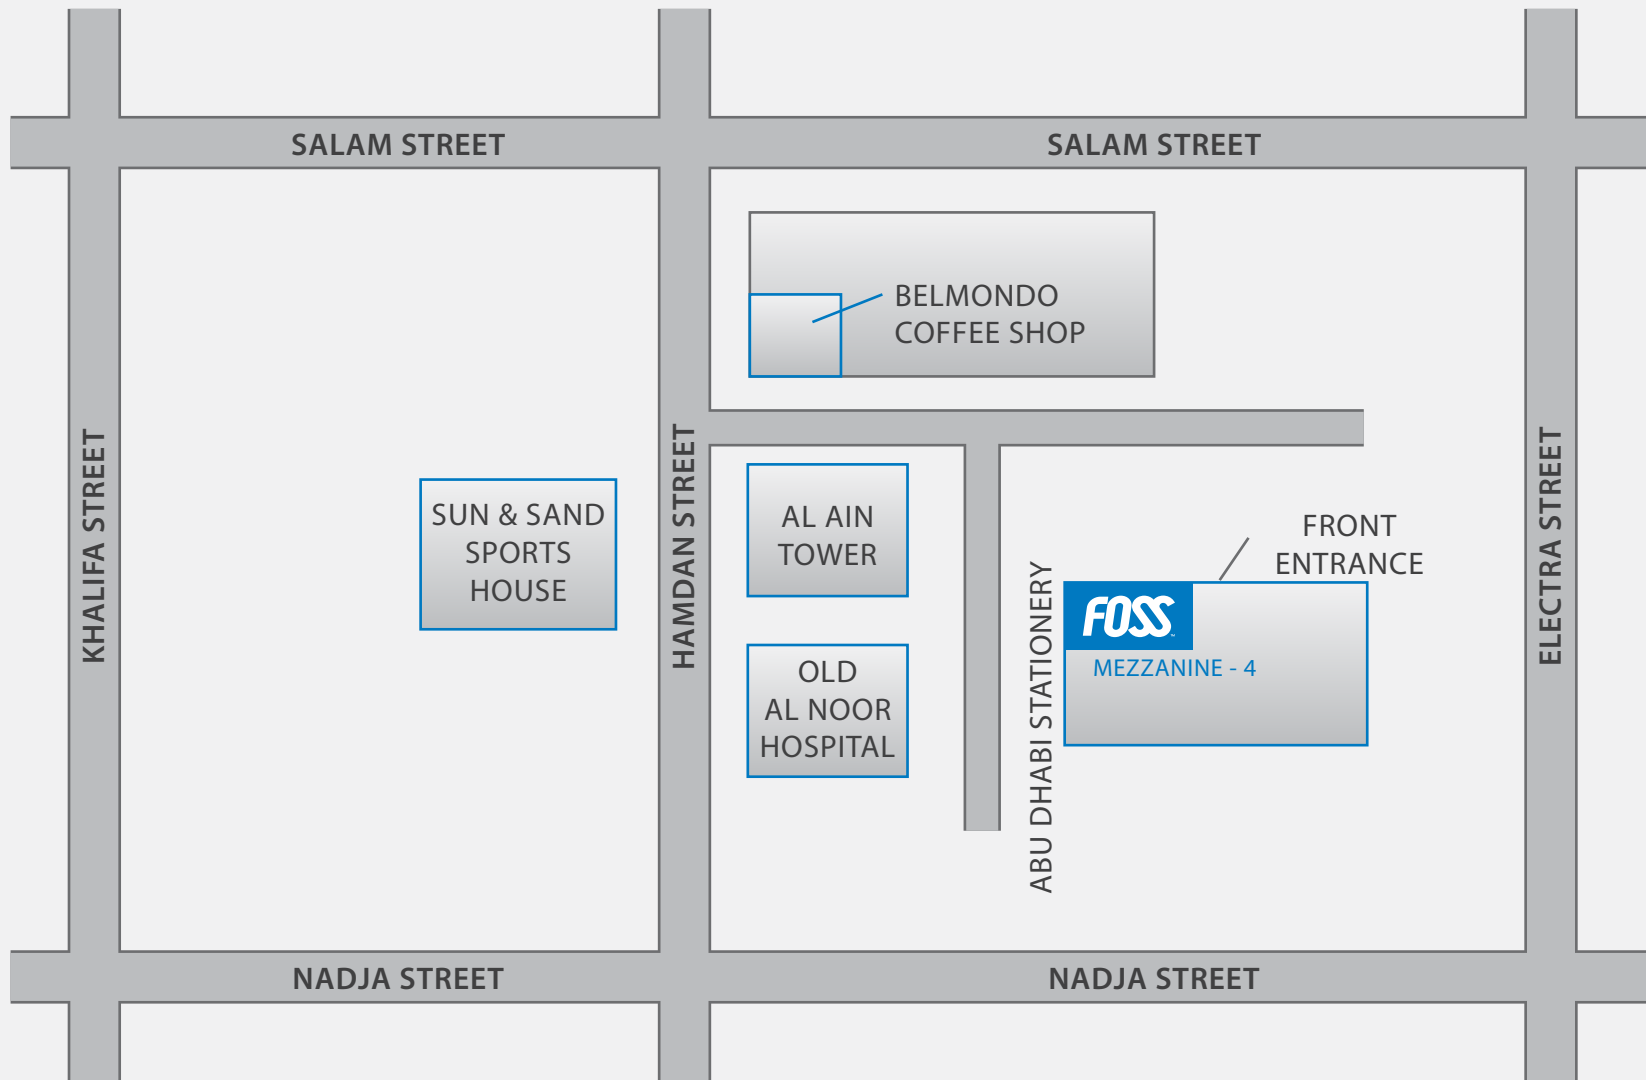 SALAM STREET
SALAM STREET
BELMONDO
COFFEE SHOP
KHALIFA STREET
HAMDAN STREET
ELECTRA STREET
SUN & SAND
SPORTS
HOUSE
AL AIN
TOWER
FRONT
ENTRANCE
ABU DHABI STATIONERY
FOSS
MEZZANINE - 4
OLD
AL NOOR
HOSPITAL
NADJA STREET
NADJA STREET